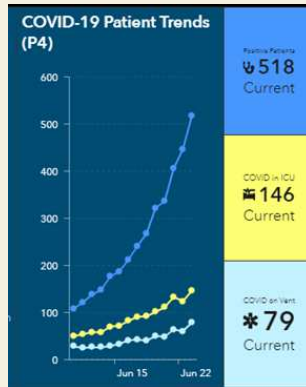 COVID-19 Patient Trends
(P4)
600
500
400
300
200
100
0
Jun 15
Jun 22
Positive Patients
518
Current
COVID in ICU
146
Current
COVID on Vent
79
Current